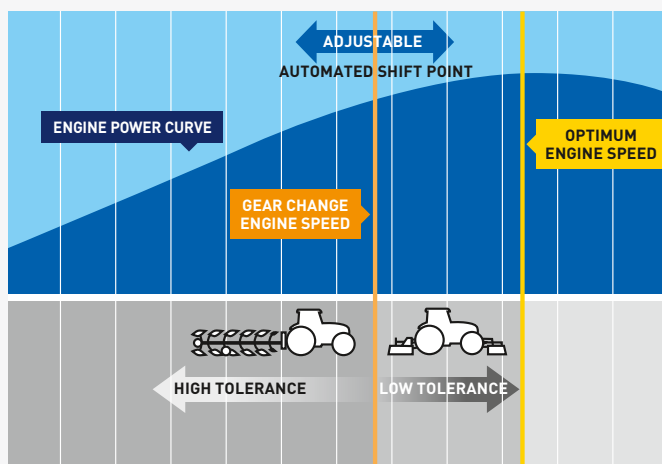 ADJUSTABLE
AUTOMATED SHIFT POINT
ENGINE POWER CURVE
OPTIMUM
ENGINE SPEED
GEAR CHANGE
ENGINE SPEED
HIGH TOLERANCE
LOW TOLERANCE